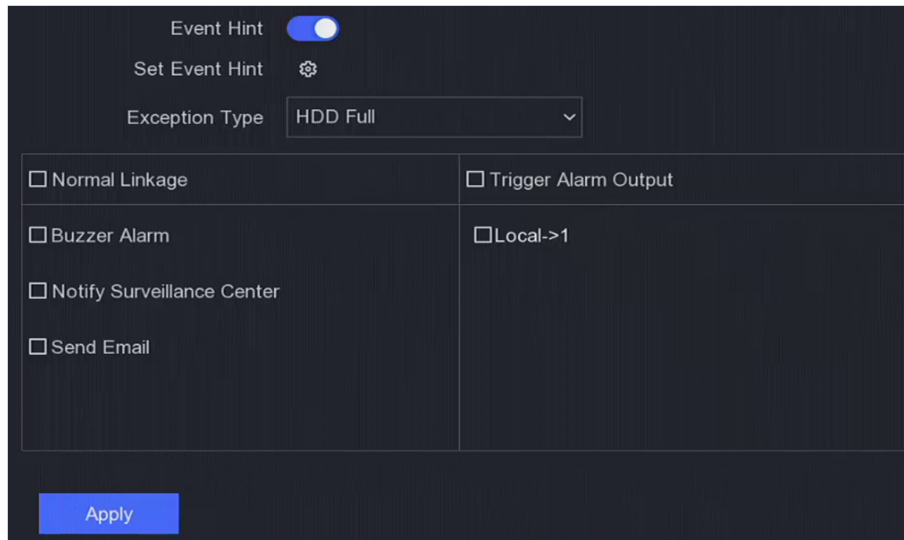 Event Hint
Set Event Hint
Exception Type HDD Full
Normal Linkage Trigger Alarm Output
Buzzer Alarm Local->1
Notify Surveillance Center
Send Email
Apply